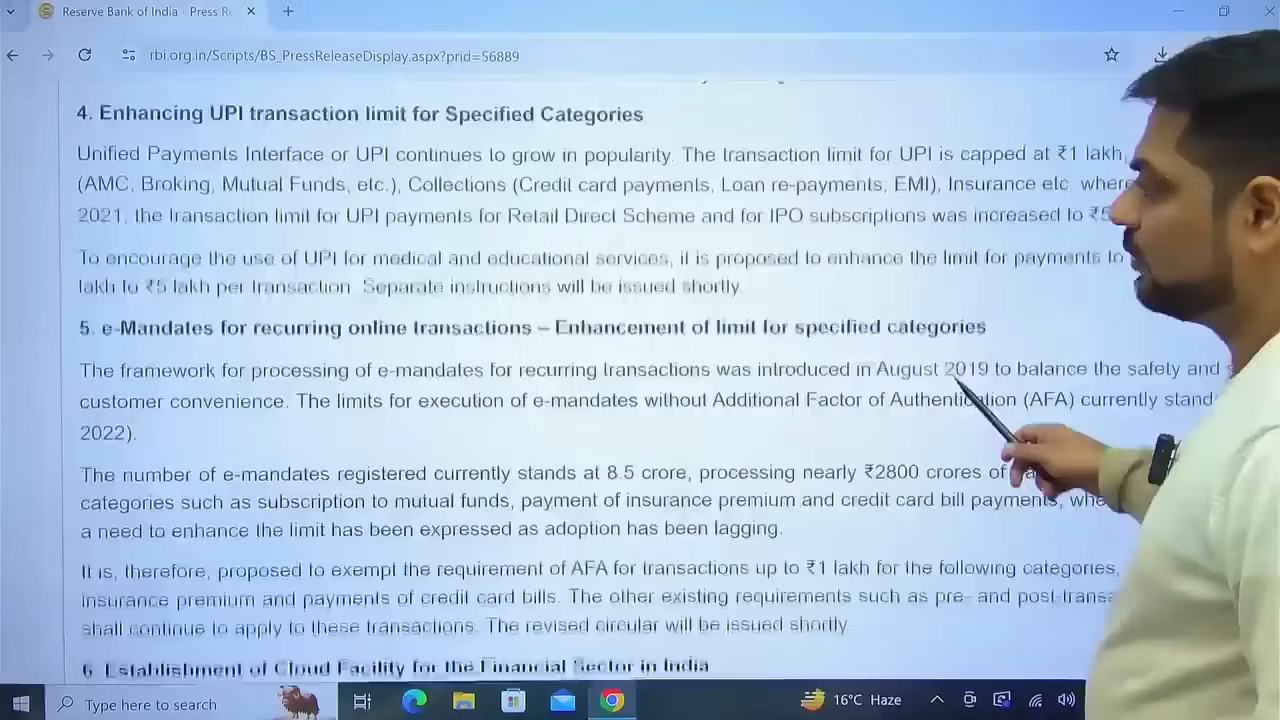 Reserve Bank of India - Press Re
rbi.org.in/Scripts/BS_PressReleaseDisplay.aspx?prid=56889
4. Enhancing UPI transaction limit for Specified Categories
Unified Payments Interface or UPI continues to grow in popularity. The transaction limit for UPI is capped at ₹1 lakh,
(AMC, Broking, Mutual Funds, etc.), Collections (Credit card payments, Loan re-payments, EMI), Insurance etc. where
2021, the transaction limit for UPI payments for Retail Direct Scheme and for IPO subscriptions was increased to ₹5
To encourage the use of UPI for medical and educational services, it is proposed to enhance the limit for payments to
lakh to ₹5 lakh per transaction. Separate instructions will be issued shortly.
5. e-Mandates for recurring online transactions – Enhancement of limit for specified categories
The framework for processing of e-mandates for recurring transactions was introduced in August 2019 to balance the safety and
customer convenience. The limits for execution of e-mandates without Additional Factor of Authentication (AFA) currently stand
2022).
The number of e-mandates registered currently stands at 8.5 crore, processing nearly ₹2800 crores of
categories such as subscription to mutual funds, payment of insurance premium and credit card bill payments, whe
a need to enhance the limit has been expressed as adoption has been lagging.
It is, therefore, proposed to exempt the requirement of AFA for transactions up to ₹1 lakh for the following categories,
insurance premium and payments of credit card bills. The other existing requirements such as pre- and post-transa
shall continue to apply to these transactions. The revised circular will be issued shortly.
6. Establishment of Cloud Facility for the Financial Sector in India
Type here to search
16°C Haze